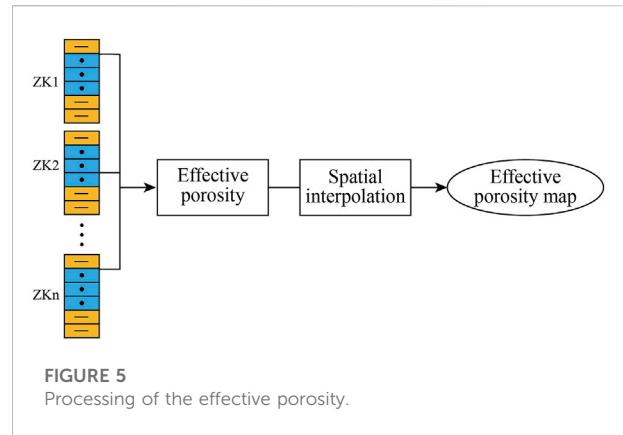 ZK1
ZK2
ZKn
Effective
porosity
Spatial
interpolation
Effective
porosity map
FIGURE 5
Processing of the effective porosity.